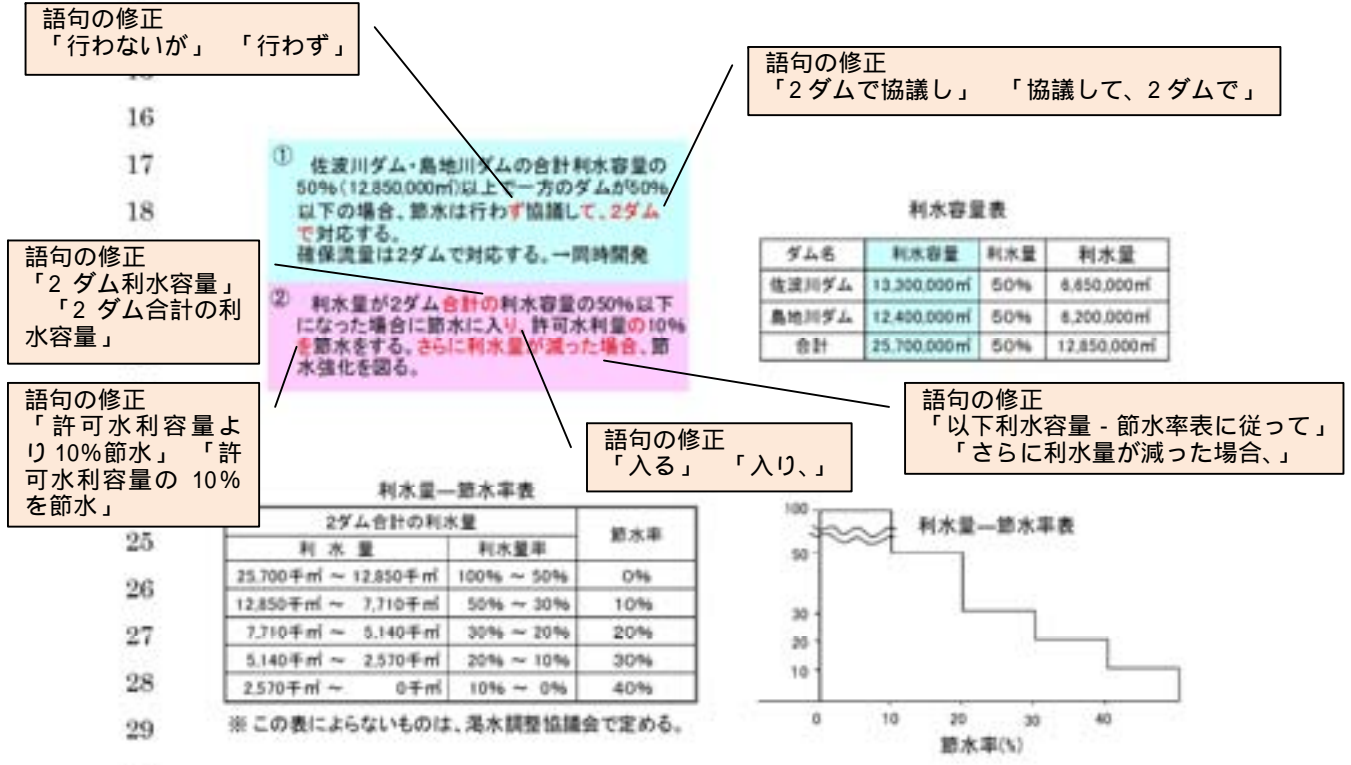 語句の修正
「行わないが」 「行わず」
語句の修正
「2ダムで協議し」 「協議して、2ダムで」
16
17
18
① 佐波川ダム・島地川ダムの合計利水容量の
50%(12,850,000㎥)以上で一方のダムが50%
以下の場合、節水は行わず協議して、2ダム
で対応する。
確保流量は2ダムで対応する。―同時開発
語句の修正
「2 ダム利水容量」
「2 ダム合計の利
水容量」
② 利水量が2ダム合計の利水容量の50%以下
になった場合に節水に入り、許可水利量の10%
を節水をする。さらに利水量が減った場合、節
水強化を図る。
利水容量表
ダム名 利水容量 利水量 利水量
佐波川ダム 13,300,000㎥ 50% 6,650,000㎥
島地川ダム 12,400,000㎥ 50% 6,200,000㎥
合計 25,700,000㎥ 50% 12,850,000㎥
語句の修正
「許可水利容量よ
り10%節水」 「許
可水利容量の 10%
を節水」
語句の修正
「入る」 「入り、」
語句の修正
「以下利水容量 - 節水率表に従って」
「さらに利水量が減った場合、」
利水量―節水率表
2ダム合計の利水量 節水率
利水量 利水量率
25,700千㎥ ～ 12,850千㎥ 100% ～ 50% 0%
12,850千㎥ ～ 7,710千㎥ 50% ～ 30% 10%
7,710千㎥ ～ 5,140千㎥ 30% ～ 20% 20%
5,140千㎥ ～ 2,570千㎥ 20% ～ 10% 30%
2,570千㎥ ～ 0千㎥ 10% ～ 0% 40%
※この表によらないものは、渇水調整協議会で定める。
25
26
27
28
29
利水量―節水率表
100
50
30
20
10
0 10 20 30 40
節水率(%)